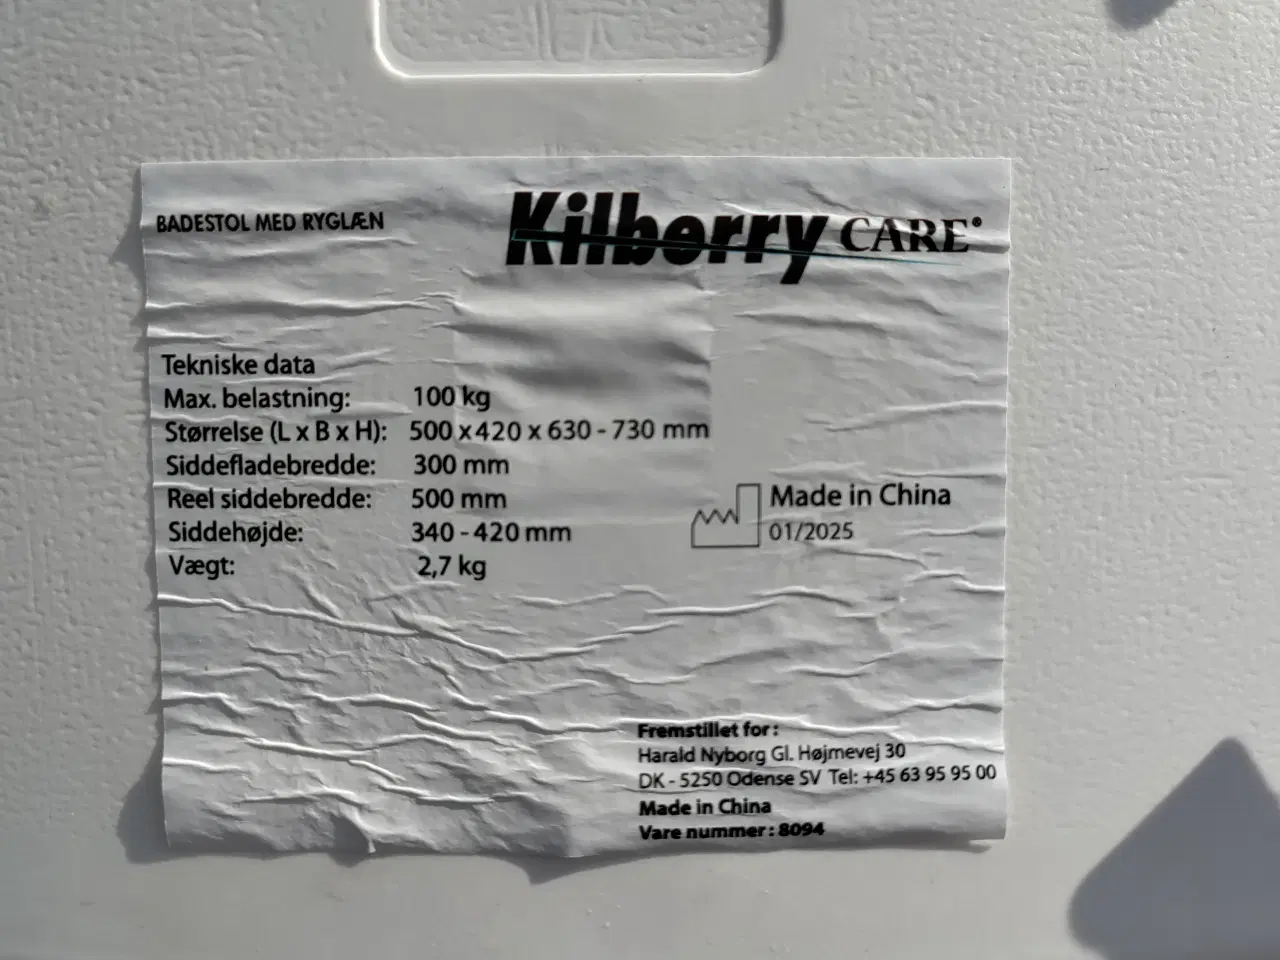 BADESTOL MED RYGLÆN
Kilberry CARE®
Tekniske data
Max. belastning: 100 kg
Størrelse (L x B x H): 500 x 420 x 630 - 730 mm
Siddefladebredde: 300 mm
Reel siddebredde: 500 mm
Siddehøjde: 340 - 420 mm
Vægt: 2,7 kg
Made in China
01/2025
Fremstillet for:
Harald Nyborg Gl. Højmevej 30
DK - 5250 Odense SV Tel: +45 63 95 95 00
Made in China
Vare nummer: 8094